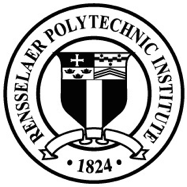 RENSSELAER POLYTECHNIC INSTITUTE
· 1824 ·